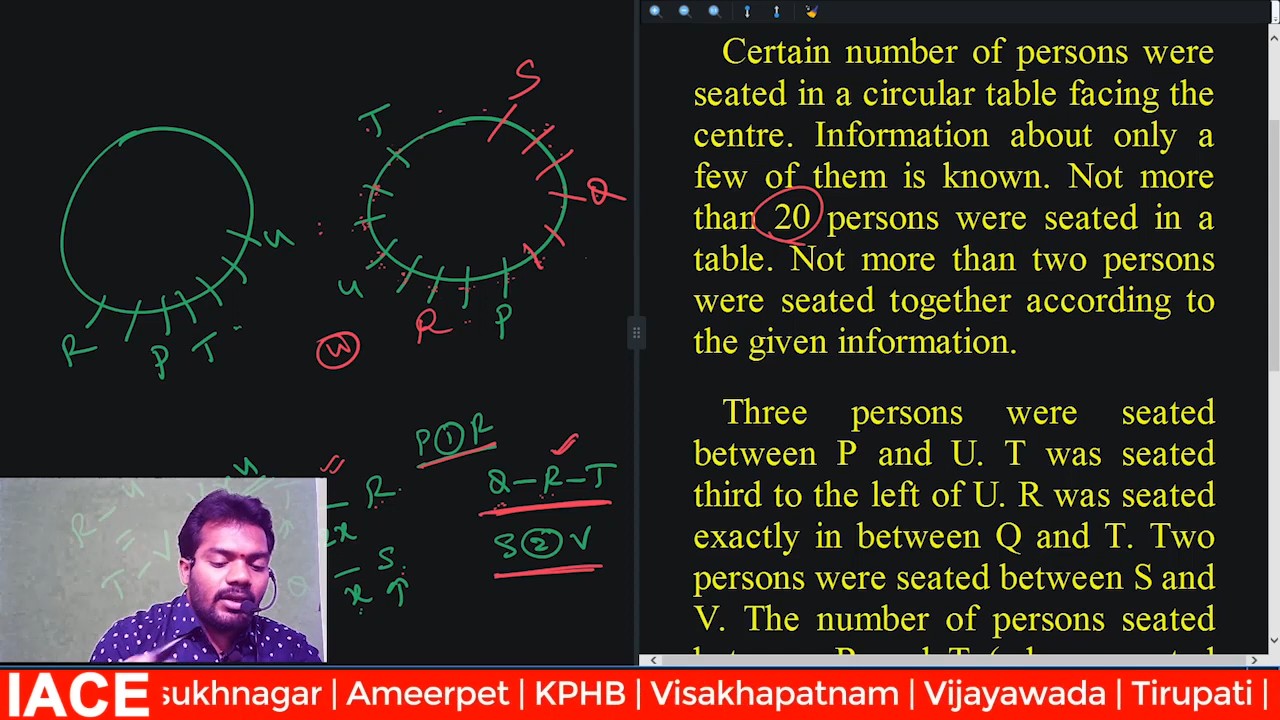 Certain number of persons were
seated in a circular table facing the
centre. Information about only a
few of them is known. Not more
than 20 persons were seated in a
table. Not more than two persons
were seated together according to
the given information.
Three persons were seated
between P and U. T was seated
third to the left of U. R was seated
exactly in between Q and T. Two
persons were seated between S and
V. The number of persons seated
S
T
Q
u
u
R
P
T
R
P
W
P 1 R
Q - R - T
S 2 V
u
R
2x
S
x
R
T
IACE
sukhnagar | Ameerpet | KPHB | Visakhapatnam | Vijayawada | Tirupati |